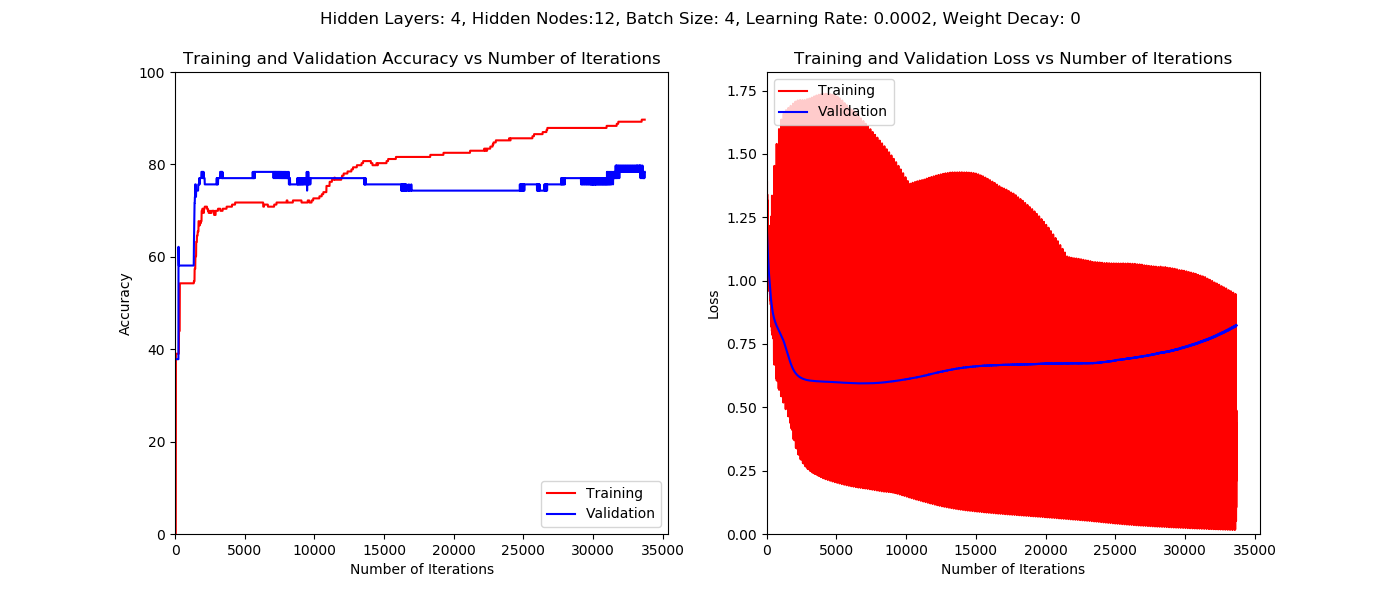 Hidden Layers: 4, Hidden Nodes:12, Batch Size: 4, Learning Rate: 0.0002, Weight Decay: 0
Training and Validation Accuracy vs Number of Iterations
100
80
60
40
20
0
Accuracy
0 5000 10000 15000 20000 25000 30000 35000
Number of Iterations
Training
Validation
Training and Validation Loss vs Number of Iterations
1.75
1.50
1.25
1.00
0.75
0.50
0.25
0.00
Loss
0 5000 10000 15000 20000 25000 30000 35000
Number of Iterations
Training
Validation